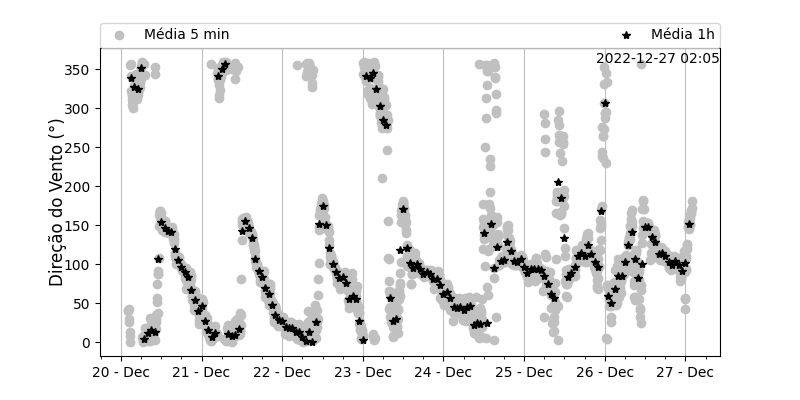 Média 5 min
Média 1h
2022-12-27 02:05
Direção do Vento (°)
350
300
250
200
150
100
50
0
20 - Dec
21 - Dec
22 - Dec
23 - Dec
24 - Dec
25 - Dec
26 - Dec
27 - Dec